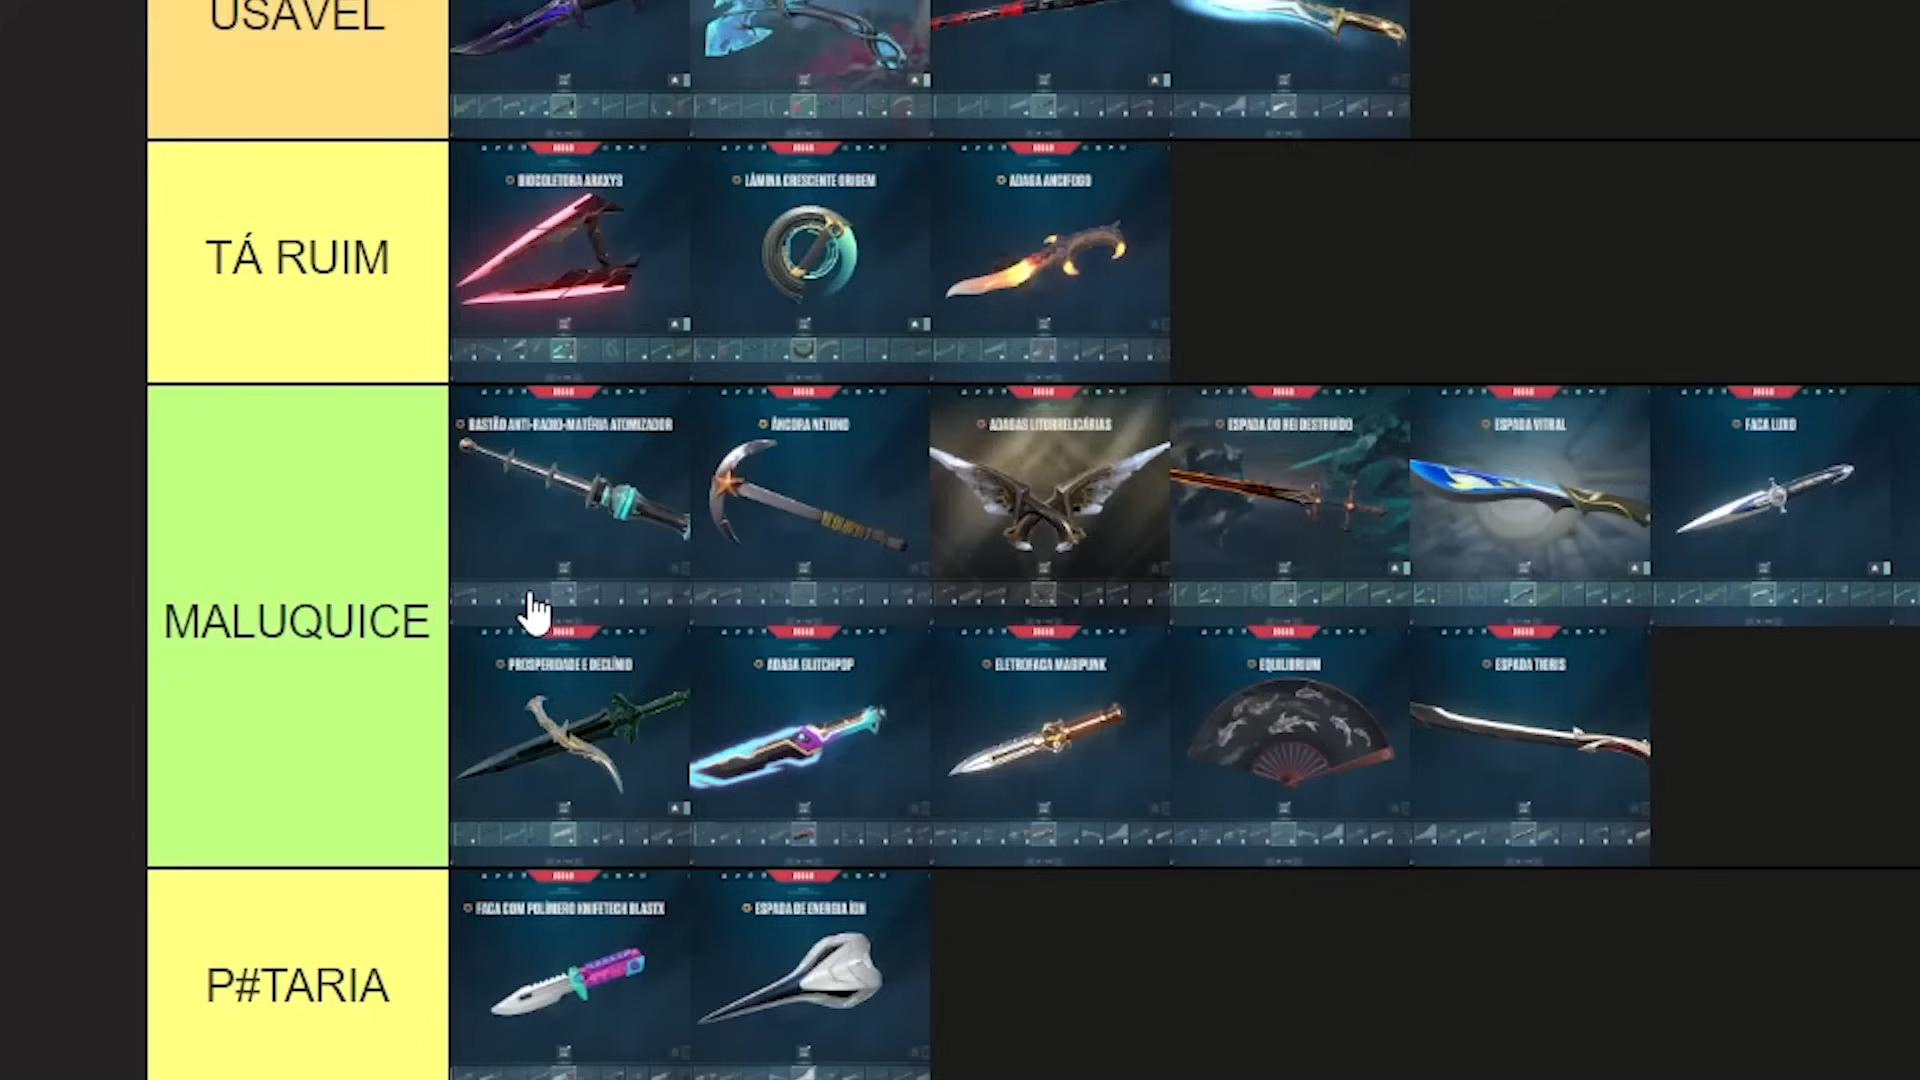 USÁVEL
TÁ RUIM
BIOCOLETORA ARAXYS
LÂMINA CRESCENTE ORIGEM
ADAGA ANCIFOGO
MALUQUICE
BASTÃO ANTI-RADIO-MATÉRIA ATOMIZADOR
ÂNCORA NETUNO
ADAGAS LITORRELICÁRIAS
ESPADA DO REI DESTRUÍDO
ESPADA VITRAL
FACA LUXO
PROSPERIDADE E DECLÍNIO
ADAGA GLITCHPOP
ELETROFACA MAGIPUNK
EQUILIBRIUM
ESPADA TIGRIS
P#TARIA
FACA COM POLÍMERO KNIFETECH BLASTX
ESPADA DE ENERGIA ÍON